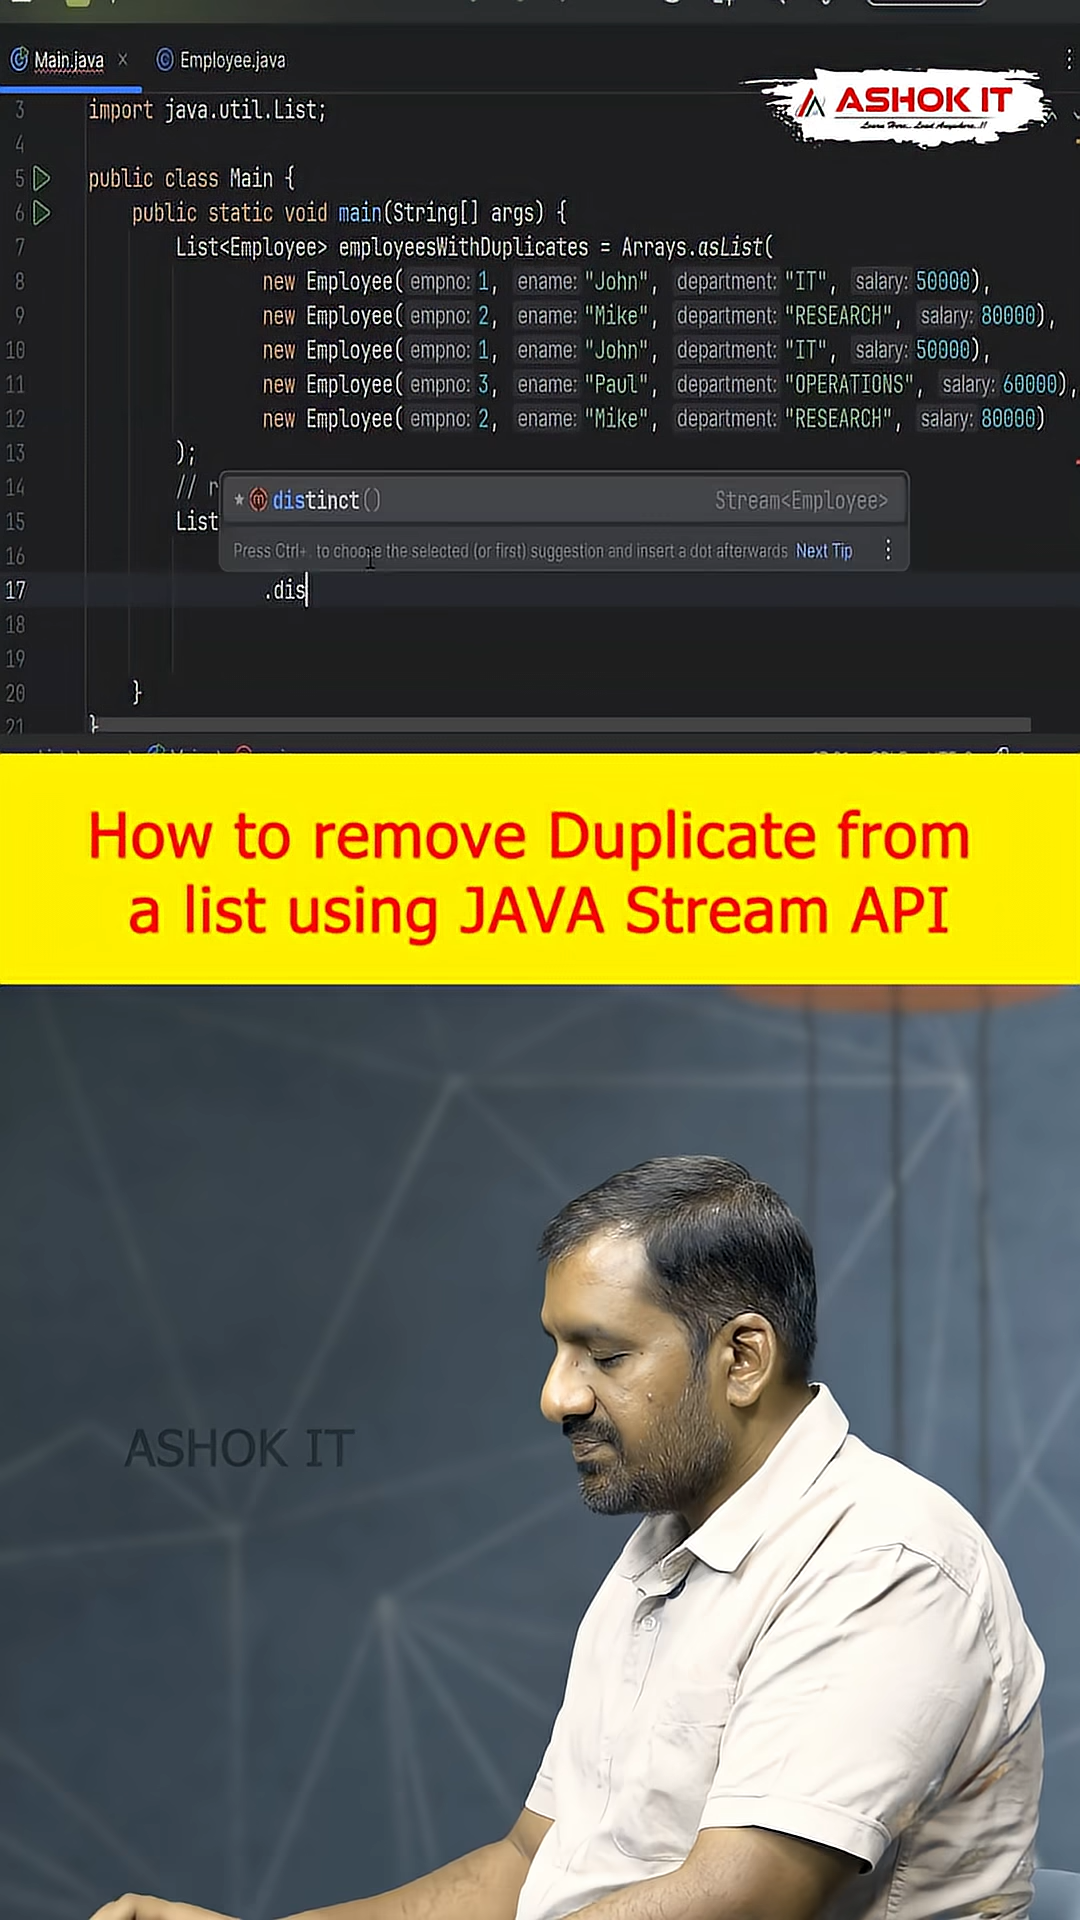 Main.java × Employee.java
ASHOK IT
Learn Here.. Lead Anywhere..!!
3 import java.util.List;
4
5 public class Main {
6 public static void main(String[] args) {
7 List<Employee> employeesWithDuplicates = Arrays.asList(
8 new Employee( empno: 1, ename: "John", department: "IT", salary: 50000),
9 new Employee( empno: 2, ename: "Mike", department: "RESEARCH", salary: 80000),
10 new Employee( empno: 1, ename: "John", department: "IT", salary: 50000),
11 new Employee( empno: 3, ename: "Paul", department: "OPERATIONS", salary: 60000),
12 new Employee( empno: 2, ename: "Mike", department: "RESEARCH", salary: 80000)
13 );
14 // r
distinct() Stream<Employee>
15 List
Press Ctrl+. to choose the selected (or first) suggestion and insert a dot afterwards Next Tip
16
17 .dis
18
19
20 }
21 }
How to remove Duplicate from
a list using JAVA Stream API
ASHOK IT